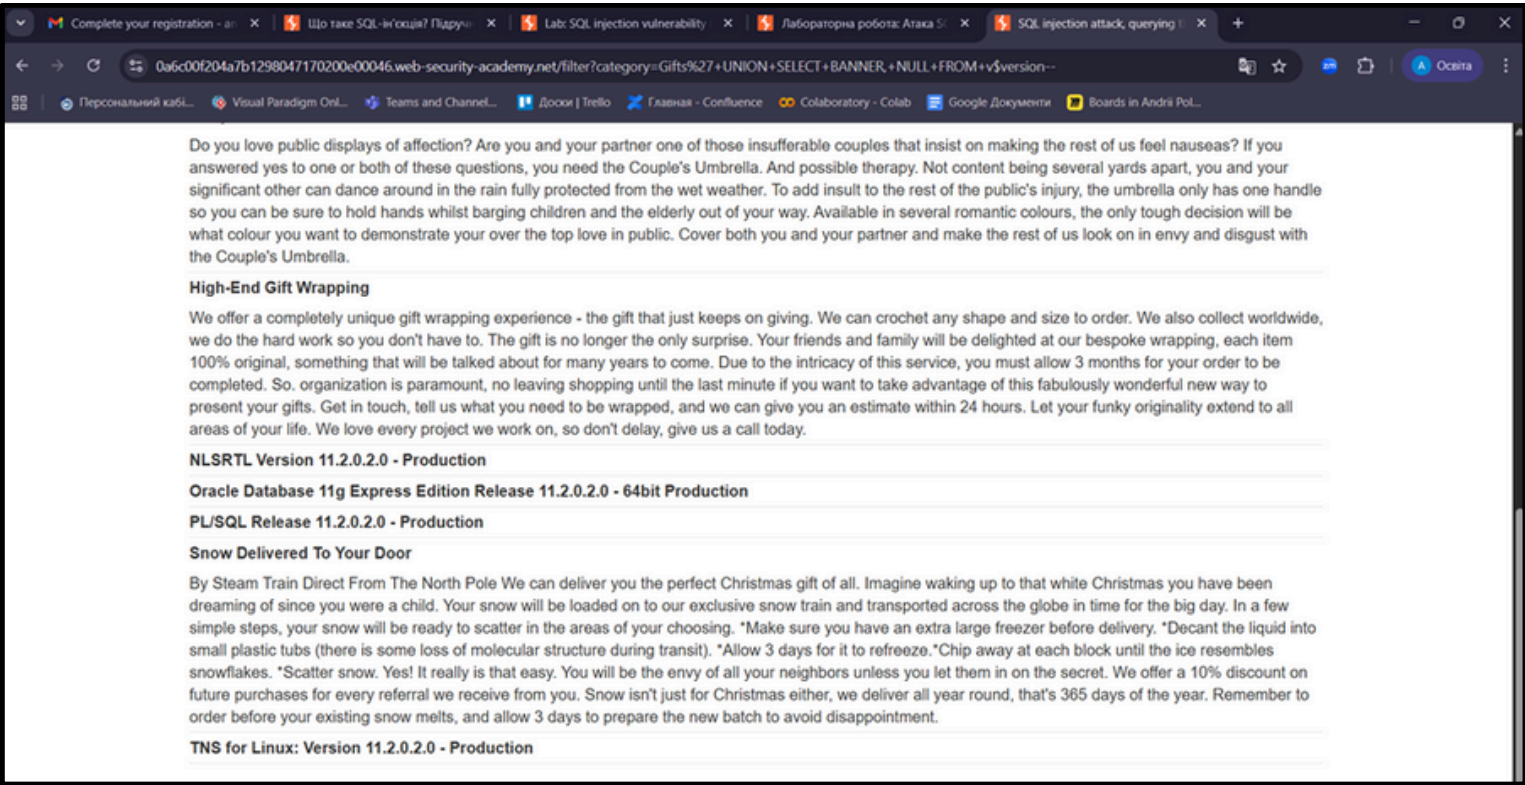 Complete your registration - an
Що таке SQL-ін'єкція? Підручн
Lab: SQL injection vulnerability
Лабораторна робота: Атака SC
SQL injection attack, querying t
0a6c00f204a7b1298047170200e00046.web-security-academy.net/filter?category=Gifts%27+UNION+SELECT+BANNER,+NULL+FROM+v$version--
zm
A Освіта
Персональний кабі...
Visual Paradigm Onl...
Teams and Channel...
Доски | Trello
Главная - Confluence
Colaboratory - Colab
Google Документи
Boards in Andrii Pol...
Do you love public displays of affection? Are you and your partner one of those insufferable couples that insist on making the rest of us feel nauseas? If you
answered yes to one or both of these questions, you need the Couple's Umbrella. And possible therapy. Not content being several yards apart, you and your
significant other can dance around in the rain fully protected from the wet weather. To add insult to the rest of the public's injury, the umbrella only has one handle
so you can be sure to hold hands whilst barging children and the elderly out of your way. Available in several romantic colours, the only tough decision will be
what colour you want to demonstrate your over the top love in public. Cover both you and your partner and make the rest of us look on in envy and disgust with
the Couple's Umbrella.
High-End Gift Wrapping
We offer a completely unique gift wrapping experience - the gift that just keeps on giving. We can crochet any shape and size to order. We also collect worldwide,
we do the hard work so you don't have to. The gift is no longer the only surprise. Your friends and family will be delighted at our bespoke wrapping, each item
100% original, something that will be talked about for many years to come. Due to the intricacy of this service, you must allow 3 months for your order to be
completed. So. organization is paramount, no leaving shopping until the last minute if you want to take advantage of this fabulously wonderful new way to
present your gifts. Get in touch, tell us what you need to be wrapped, and we can give you an estimate within 24 hours. Let your funky originality extend to all
areas of your life. We love every project we work on, so don't delay, give us a call today.
NLSRTL Version 11.2.0.2.0 - Production
Oracle Database 11g Express Edition Release 11.2.0.2.0 - 64bit Production
PL/SQL Release 11.2.0.2.0 - Production
Snow Delivered To Your Door
By Steam Train Direct From The North Pole We can deliver you the perfect Christmas gift of all. Imagine waking up to that white Christmas you have been
dreaming of since you were a child. Your snow will be loaded on to our exclusive snow train and transported across the globe in time for the big day. In a few
simple steps, your snow will be ready to scatter in the areas of your choosing. *Make sure you have an extra large freezer before delivery. *Decant the liquid into
small plastic tubs (there is some loss of molecular structure during transit). *Allow 3 days for it to refreeze.*Chip away at each block until the ice resembles
snowflakes. *Scatter snow. Yes! It really is that easy. You will be the envy of all your neighbors unless you let them in on the secret. We offer a 10% discount on
future purchases for every referral we receive from you. Snow isn't just for Christmas either, we deliver all year round, that's 365 days of the year. Remember to
order before your existing snow melts, and allow 3 days to prepare the new batch to avoid disappointment.
TNS for Linux: Version 11.2.0.2.0 - Production